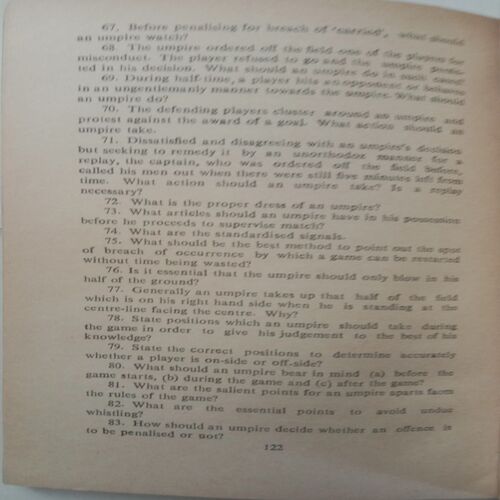 67. Before penalising for breach of 'carried', what should
an umpire watch?
68. The umpire ordered off the field one of the players for
misconduct. The player refused to go and the umpire
ted in his decision. What should an umpire do in such
69. During half-time, a player hits an opponent or behaves
in an ungentlemanly manner towards the umpire. What should
an umpire do?
70. The defending players cluster around an umpire and
protest against the award of a goal. What action should an
umpire take.
71. Dissatisfied and disagreeing with an umpire's decision
but seeking to remedy it by an unorthodox manner for a
replay, the captain, who was ordered off the field before,
called his men out when there were still five minutes left from
time. What action should an umpire take? Is a replay
necessary?
72. What is the proper dress of an umpire?
73. What articles should an umpire have in his possession
before he proceeds to supervise match?
74. What are the standardised signals.
75. What should be the best method to point out the spot
of breach of occurrence by which a game can be restarted
without time being wasted?
76. Is it essential that the umpire should only blow in his
half of the ground?
77. Generally an umpire takes up that half of the field
which is on his right hand side when he is standing at the
centre-line facing the centre. Why?
78. State positions which an umpire should take during
the game in order to give his judgement to the best of his
knowledge?
79. State the correct positions to determine accurately
whether a player is on-side or off-side?
80. What should an umpire bear in mind (a) before the
game starts, (b) during the game and (c) after the game?
81. What are the salient points for an umpire aparts from
the rules of the game?
82. What are the essential points to avoid undue
whistling?
83. How should an umpire decide whether an offence is
to be penalised or not?
122